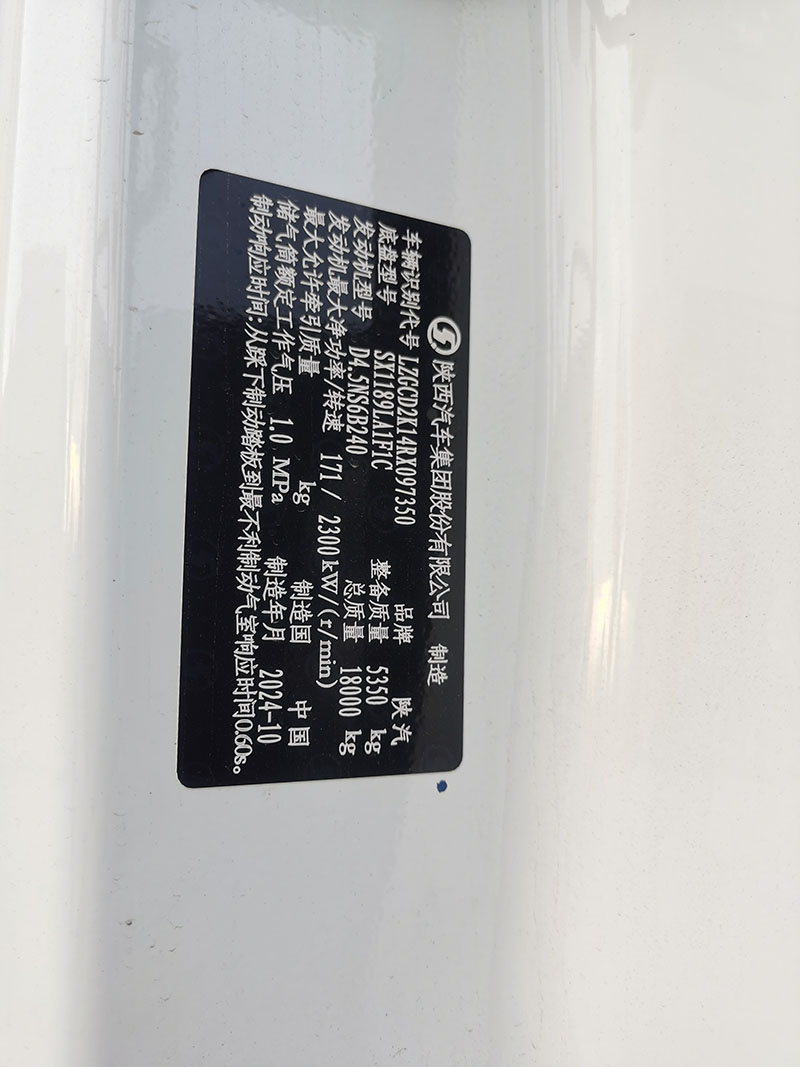 陕西汽车集团股份有限公司 制造
车辆识别代号 LZGCD2K14RX097350 品牌 陕汽
底盘型号 SX1189LA1F1C 整备质量 5350 kg
发动机型号 D4.5NS6B240 总质量 18000 kg
发动机最大净功率/转速 171/ 2300 kW/(r/min)
最大允许牵引质量 kg 制造国 中国
储气筒额定工作气压 1.0 MPa 制造年月 2024-10
制动响应时间:从踩下制动踏板到最不利制动气室响应时间0.60s。